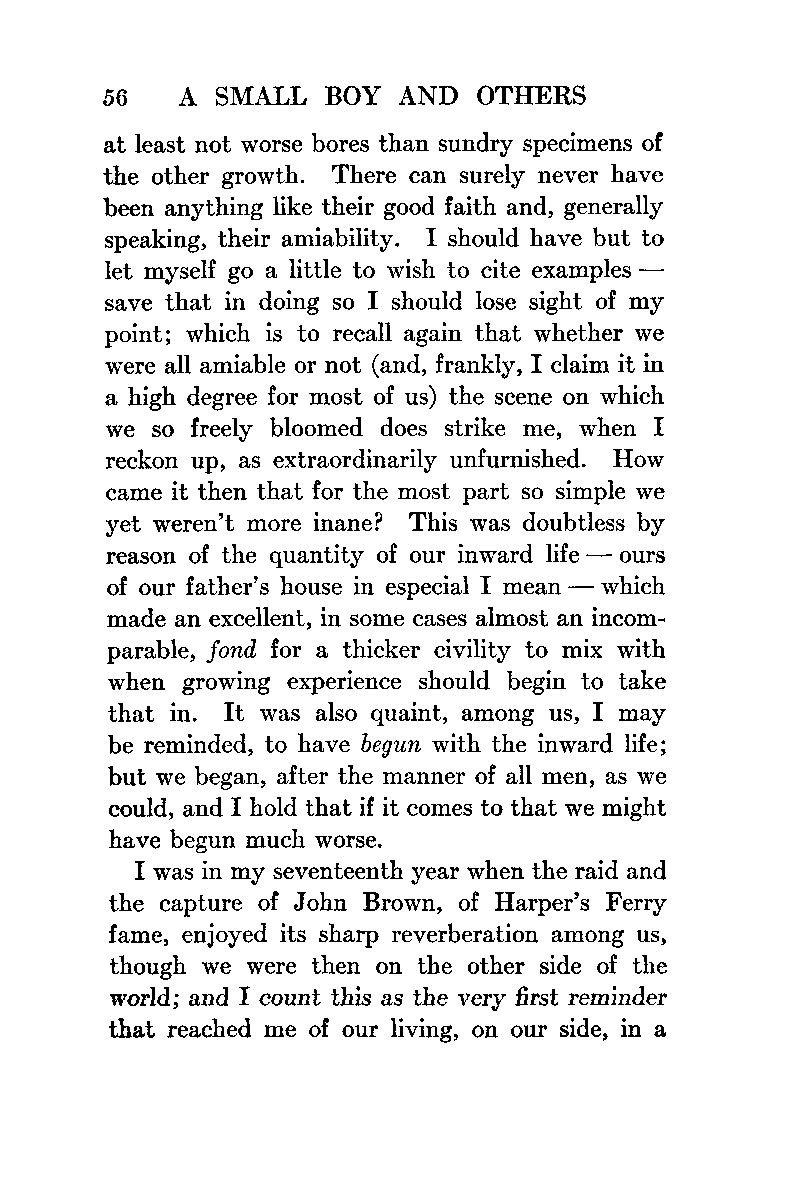 56 A SMALL BOY AND OTHERS
at least not worse bores than sundry specimens of
the other growth. There can surely never have
been anything like their good faith and, generally
speaking, their amiability. I should have but to
let myself go a little to wish to cite examples —
save that in doing so I should lose sight of my
point; which is to recall again that whether we
were all amiable or not (and, frankly, I claim it in
a high degree for most of us) the scene on which
we so freely bloomed does strike me, when I
reckon up, as extraordinarily unfurnished. How
came it then that for the most part so simple we
yet weren't more inane? This was doubtless by
reason of the quantity of our inward life — ours
of our father's house in especial I mean — which
made an excellent, in some cases almost an incom-
parable, fond for a thicker civility to mix with
when growing experience should begin to take
that in. It was also quaint, among us, I may
be reminded, to have begun with the inward life;
but we began, after the manner of all men, as we
could, and I hold that if it comes to that we might
have begun much worse.
I was in my seventeenth year when the raid and
the capture of John Brown, of Harper's Ferry
fame, enjoyed its sharp reverberation among us,
though we were then on the other side of the
world; and I count this as the very first reminder
that reached me of our living, on our side, in a